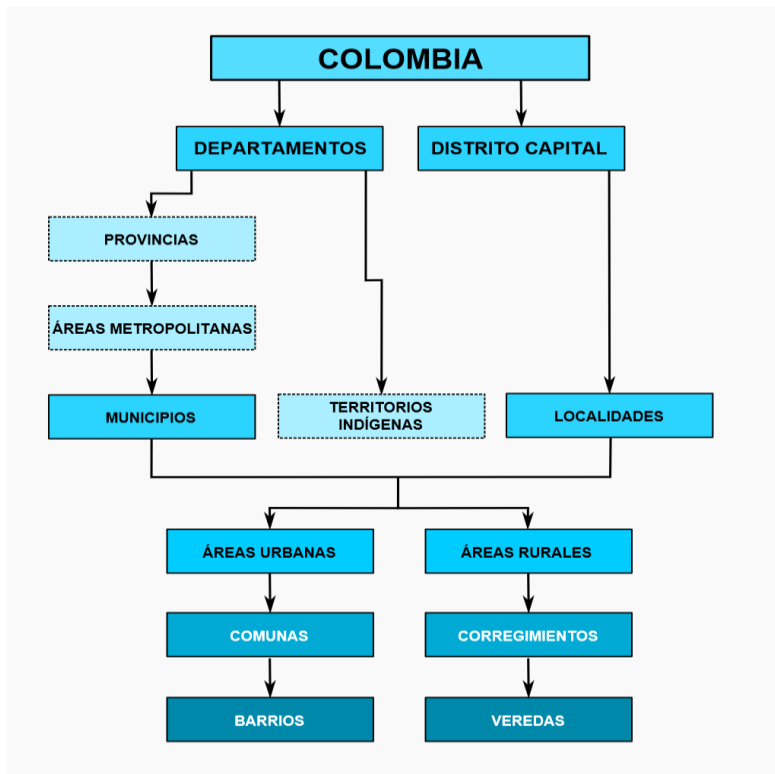 COLOMBIA
DEPARTAMENTOS
DISTRITO CAPITAL
PROVINCIAS
ÁREAS METROPOLITANAS
MUNICIPIOS
TERRITORIOS
INDÍGENAS
LOCALIDADES
ÁREAS URBANAS
ÁREAS RURALES
COMUNAS
CORREGIMIENTOS
BARRIOS
VEREDAS